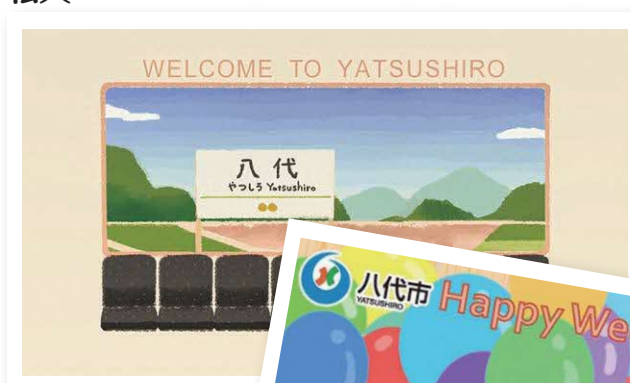 WELCOME TO YATSUSHIRO
八代
やつしろ Yatsushiro
八代市
YATSUSHIRO
Happy We